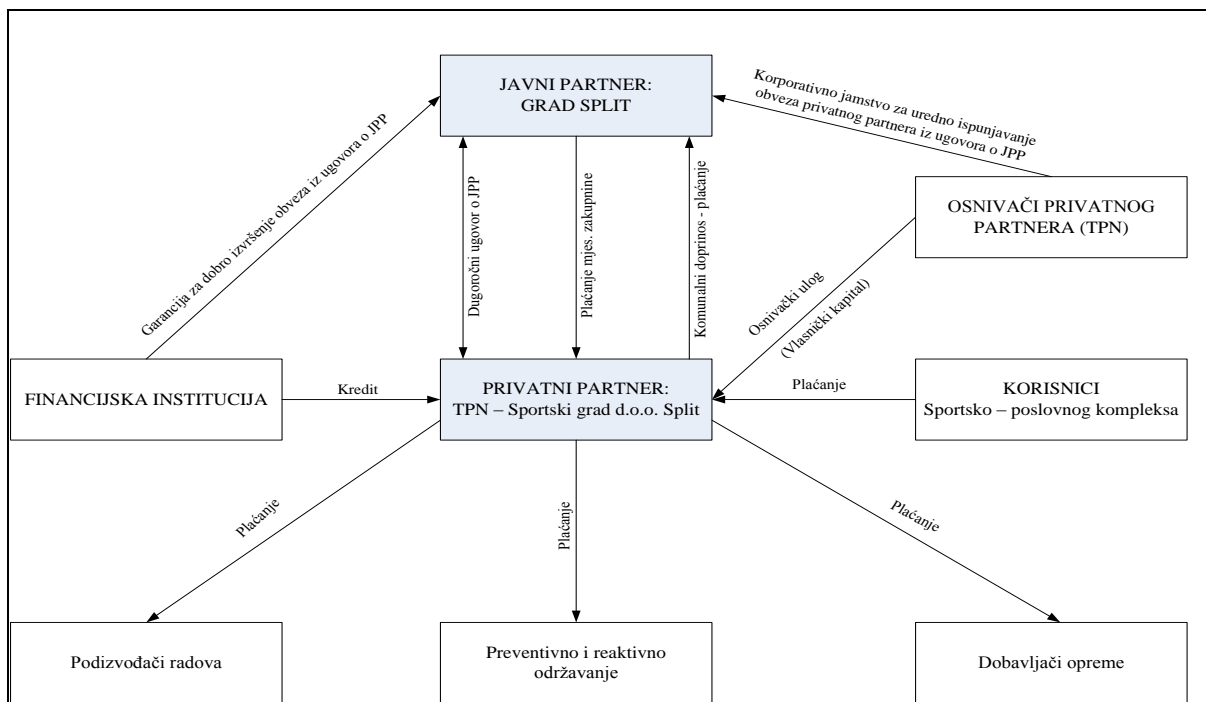 JAVNI PARTNER:
GRAD SPLIT
Korporativno jamstvo za uredno ispunjavanje
obveza privatnog partnera iz ugovora o JPP
Garancija za dobro izvršenje obveza iz ugovora o JPP
Dugoročni ugovor o JPP
Plaćanje mjes. zakupnine
Komunalni doprinos - plaćanje
OSNIVAČI PRIVATNOG
PARTNERA (TPN)
Osnivački ulog
(Vlasnički kapital)
FINANCIJSKA INSTITUCIJA
Kredit
PRIVATNI PARTNER:
TPN – Sportski grad d.o.o. Split
Plaćanje
KORISNICI
Sportsko – poslovnog kompleksa
Plaćanje
Plaćanje
Plaćanje
Podizvođači radova
Preventivno i reaktivno
održavanje
Dobavljači opreme